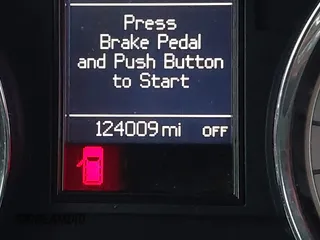 Press
Brake Pedal
and Push Button
to Start
124009 mi OFF